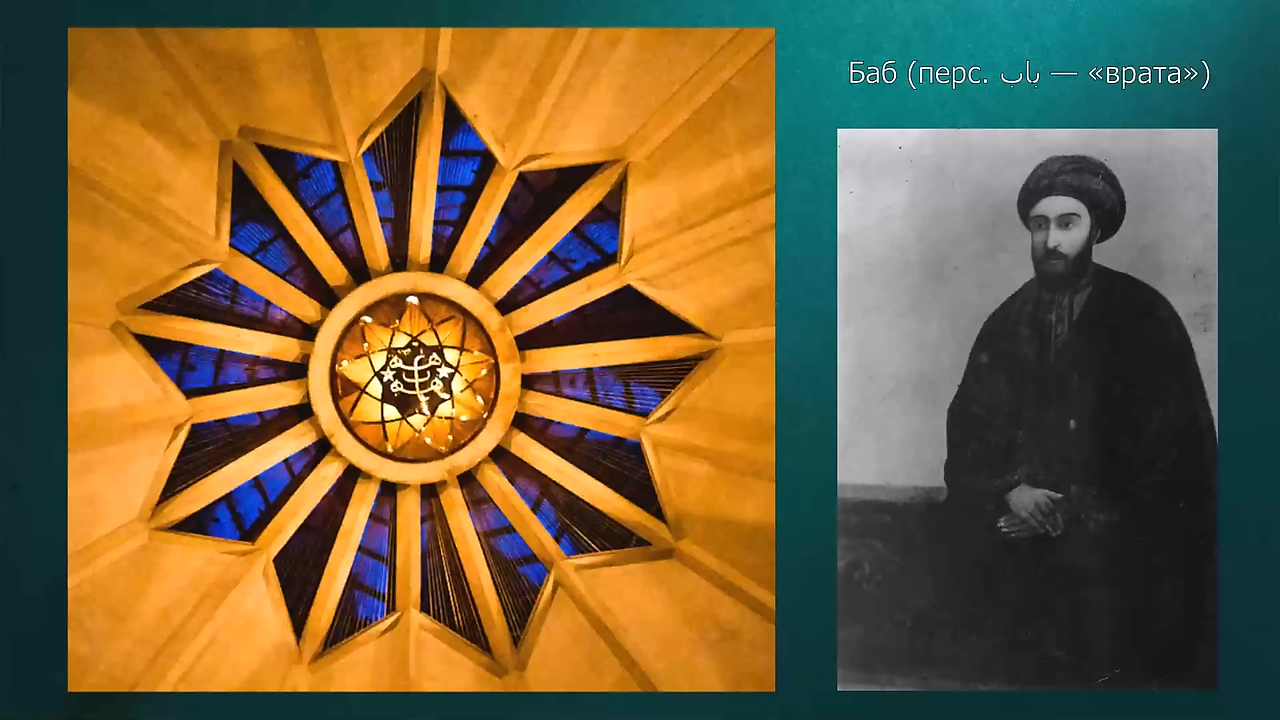 Баб (перс. باب — «врата»)